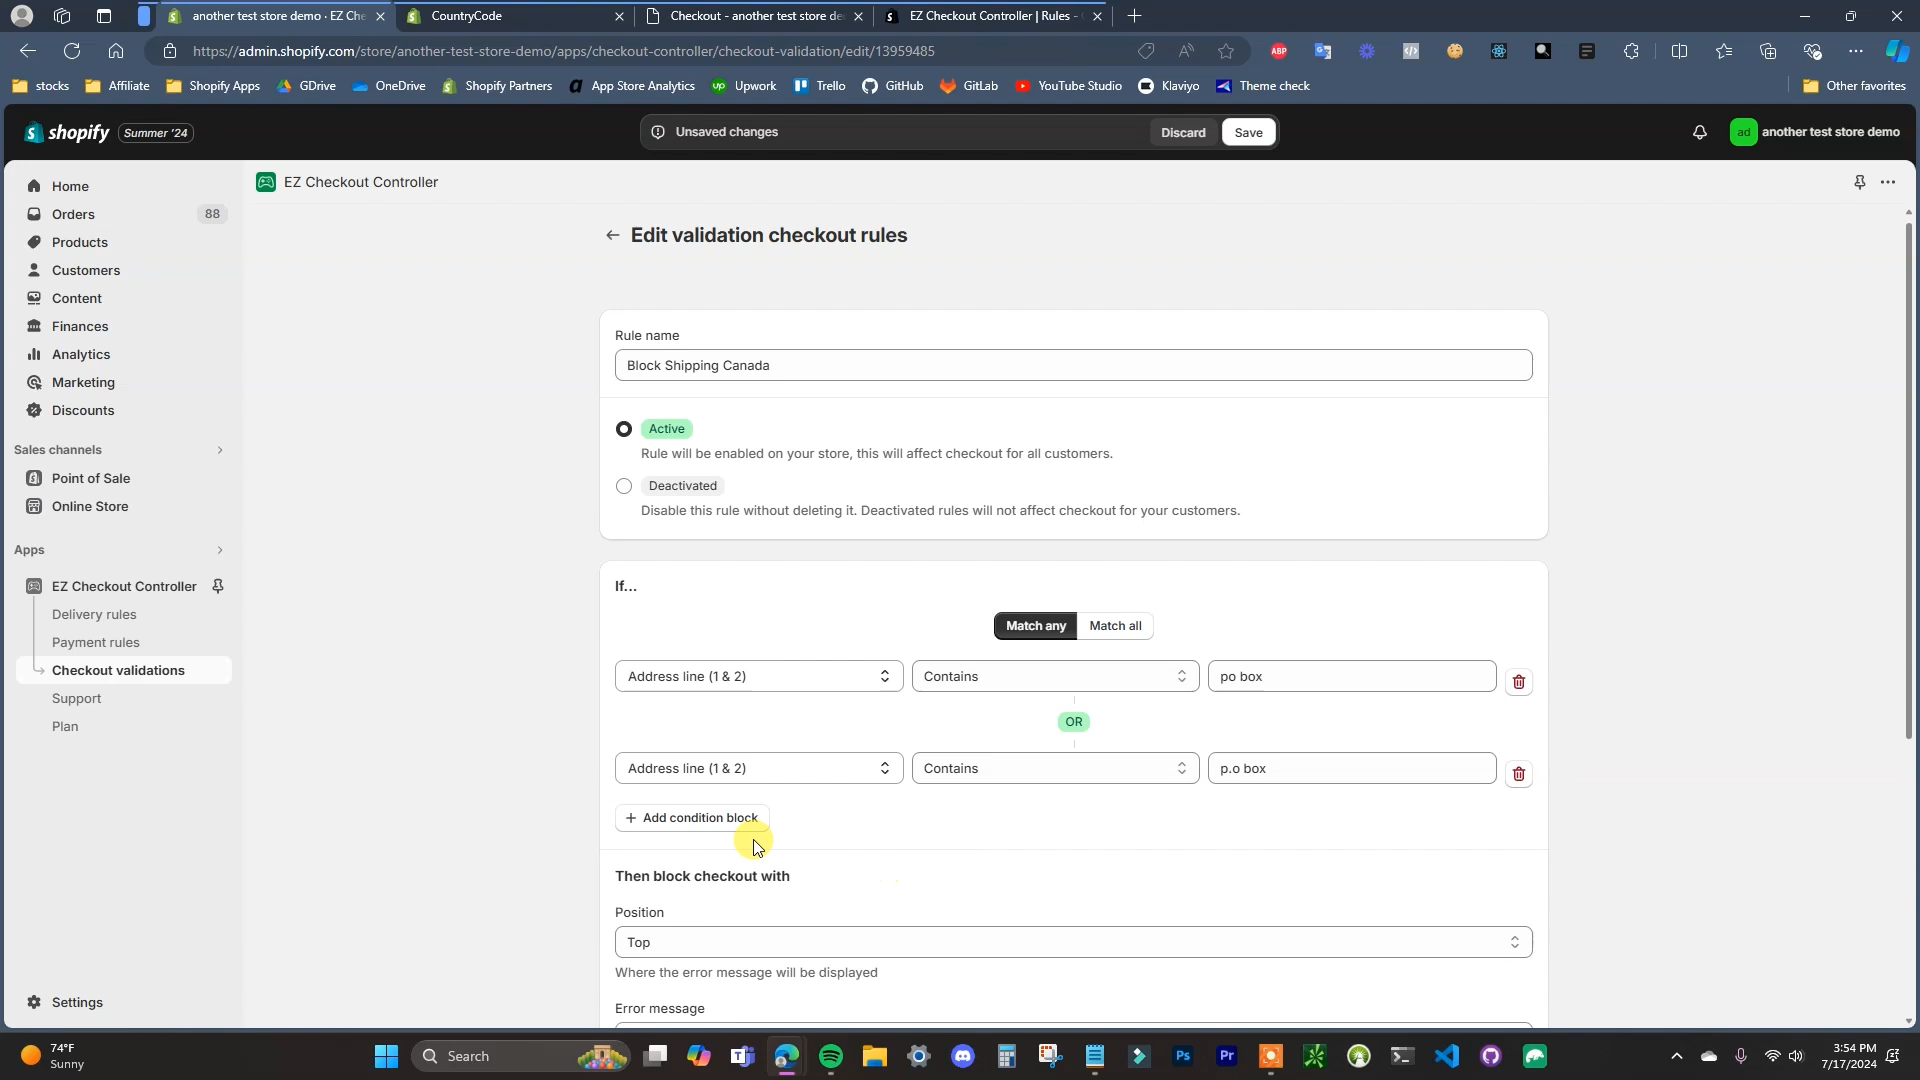 another test store demo · EZ Che
CountryCode
Checkout - another test store de
EZ Checkout Controller | Rules -
https://admin.shopify.com/store/another-test-store-demo/apps/checkout-controller/checkout-validation/edit/13959485
ABP
stocks
Affiliate
Shopify Apps
GDrive
OneDrive
Shopify Partners
App Store Analytics
Upwork
Trello
GitHub
GitLab
YouTube Studio
Klaviyo
Theme check
Other favorites
shopify
Summer '24
Unsaved changes
Discard
Save
ad
another test store demo
Home
Orders
88
Products
Customers
Content
Finances
Analytics
Marketing
Discounts
Sales channels
Point of Sale
Online Store
Apps
EZ Checkout Controller
Delivery rules
Payment rules
Checkout validations
Support
Plan
Settings
EZ Checkout Controller
Edit validation checkout rules
Rule name
Block Shipping Canada
Active
Rule will be enabled on your store, this will affect checkout for all customers.
Deactivated
Disable this rule without deleting it. Deactivated rules will not affect checkout for your customers.
If...
Match any
Match all
Address line (1 & 2)
Contains
po box
OR
Address line (1 & 2)
Contains
p.o box
Add condition block
Then block checkout with
Position
Top
Where the error message will be displayed
Error message
74°F
Sunny
Search
Ps
Pr
3:54 PM
7/17/2024